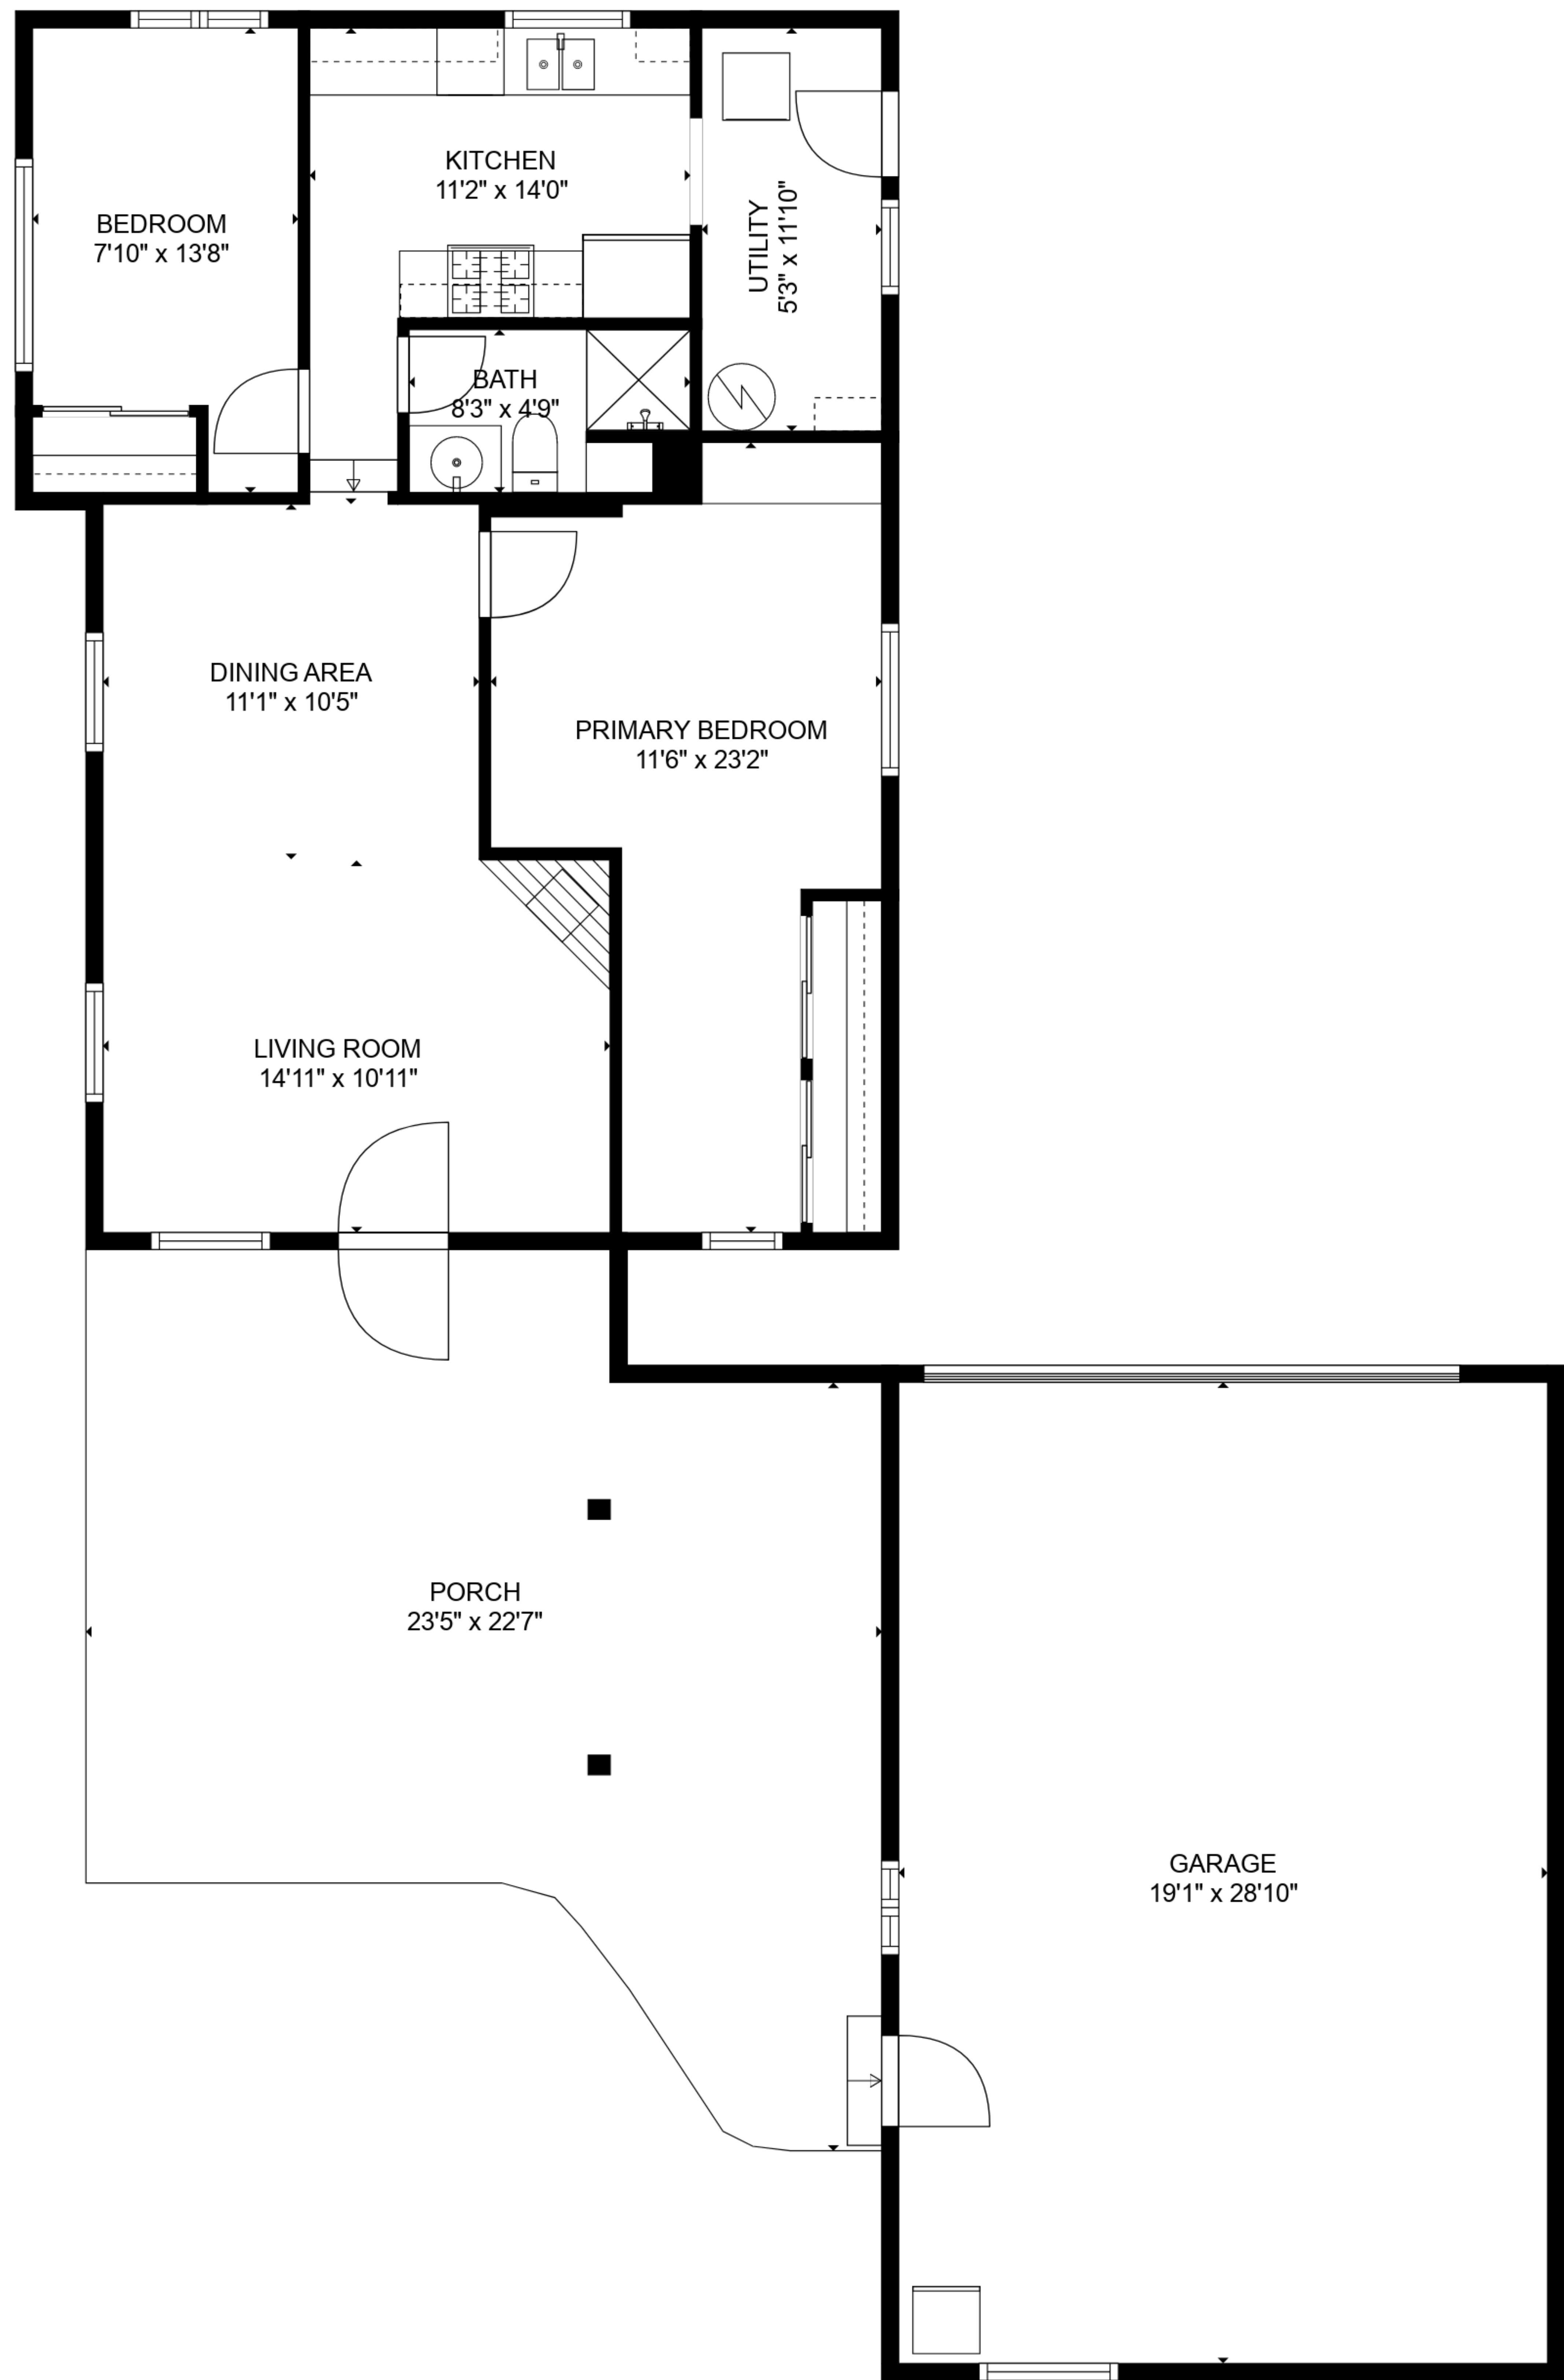 KITCHEN
11'2" x 14'0"
BEDROOM
7'10" x 13'8"
UTILITY
5'3" x 11'10"
BATH
8'3" x 4'9"
DINING AREA
11'1" x 10'5"
PRIMARY BEDROOM
11'6" x 23'2"
LIVING ROOM
14'11" x 10'11"
PORCH
23'5" x 22'7"
GARAGE
19'1" x 28'10"